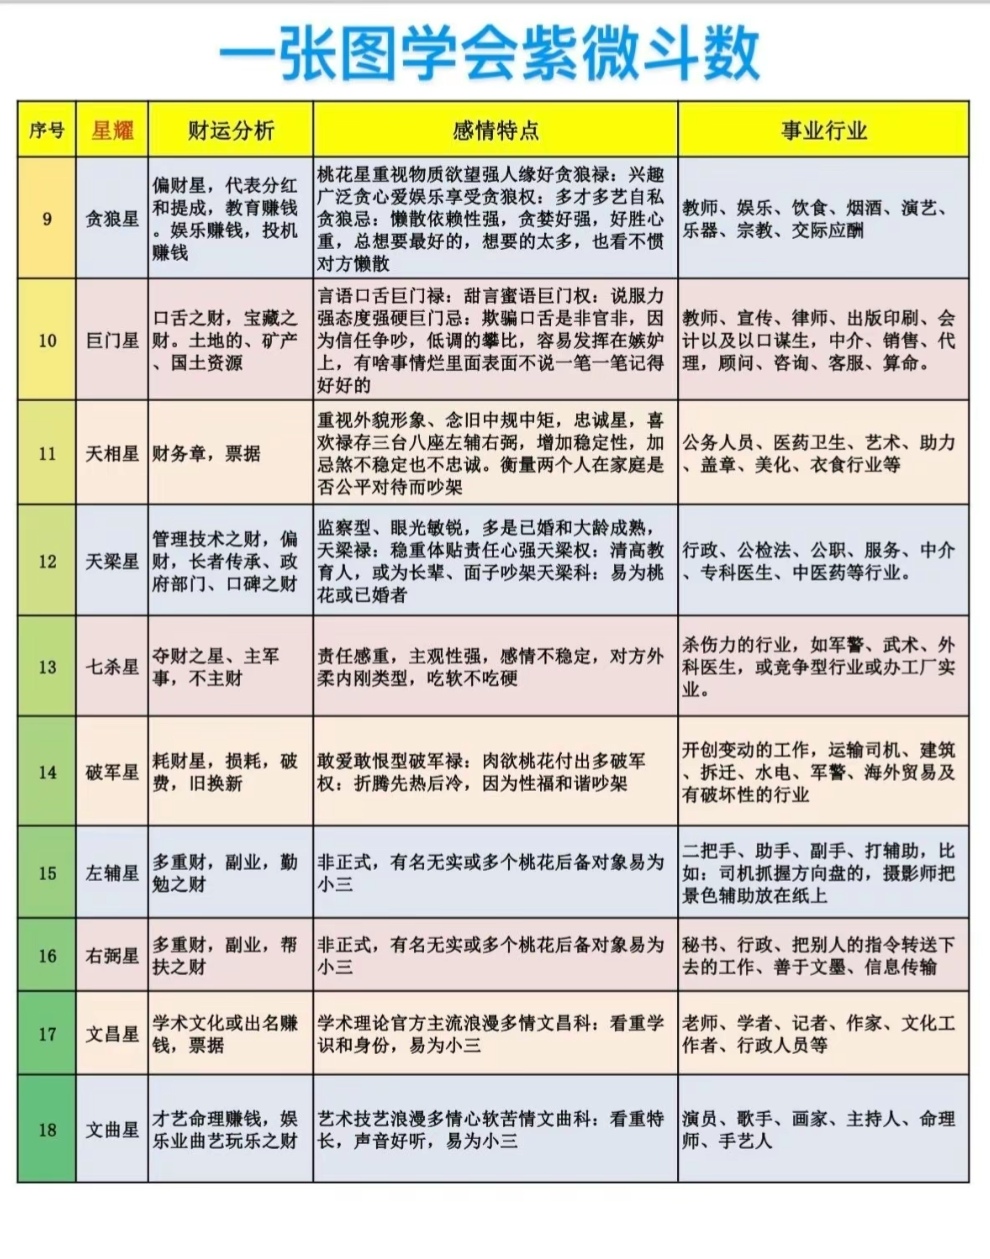 一张图学会紫微斗数
序号 星耀 财运分析 感情特点 事业行业
9
贪狼星
偏财星，代表分红
和提成，教育赚钱
。娱乐赚钱，投机
赚钱
桃花星重视物质欲望强人缘好贪狼禄：兴趣
广泛贪心爱娱乐享受贪狼权：多才多艺自私
贪狼忌：懒散依赖性强，贪婪好强，好胜心
重，总想要最好的，想要的太多，也看不惯
对方懒散
教师、娱乐、饮食、烟酒、演艺、
乐器、宗教、交际应酬
10
巨门星
口舌之财，宝藏之
财。土地的、矿产
、国土资源
言语口舌巨门禄：甜言蜜语巨门权：说服力
强态度强硬巨门忌：欺骗口舌是非官非，因
为信任争吵，低调的攀比，容易发挥在嫉妒
上，有啥事情烂里面表面不说一笔一笔记得
好好的
教师、宣传、律师、出版印刷、会
计以及以口谋生，中介、销售、代
理，顾问、咨询、客服、算命。
11
天相星
财务章，票据
重视外貌形象、念旧中规中矩，忠诚星，喜
欢禄存三台八座左辅右弼，增加稳定性，加
忌煞不稳定也不忠诚。衡量两个人在家庭是
否公平对待而吵架
公务人员、医药卫生、艺术、助力
、盖章、美化、衣食行业等
12
天梁星
管理技术之财，偏
财，长者传承、政
府部门、口碑之财
监察型、眼光敏锐，多是已婚和大龄成熟，
天梁禄：稳重体贴责任心强天梁权：清高教
育人，或为长辈、面子吵架天梁科：易为桃
花或已婚者
行政、公检法、公职、服务、中介
、专科医生、中医药等行业。
13
七杀星
夺财之星、主军
事，不主财
责任感重，主观性强，感情不稳定，对方外
柔内刚类型，吃软不吃硬
杀伤力的行业，如军警、武术、外
科医生，或竞争型行业或办工厂实
业。
14
破军星
耗财星，损耗，破
费，旧换新
敢爱敢恨型破军禄：肉欲桃花付出多破军
权：折腾先热后冷，因为性福和谐吵架
开创变动的工作，运输司机、建筑
、拆迁、水电、军警、海外贸易及
有破坏性的行业
15
左辅星
多重财，副业，勤
勉之财
非正式，有名无实或多个桃花后备对象易为
小三
二把手、助手、副手、打辅助，比
如：司机抓握方向盘的，摄影师把
景色辅助放在纸上
16
右弼星
多重财，副业，帮
扶之财
非正式，有名无实或多个桃花后备对象易为
小三
秘书、行政、把别人的指令转送下
去的工作、善于文墨、信息传输
17
文昌星
学术文化或出名赚
钱，票据
学术理论官方主流浪漫多情文昌科：看重学
识和身份，易为小三
老师、学者、记者、作家、文化工
作者、行政人员等
18
文曲星
才艺命理赚钱，娱
乐业曲艺玩乐之财
艺术技艺浪漫多情心软苦情文曲科：看重特
长，声音好听，易为小三
演员、歌手、画家、主持人、命理
师、手艺人